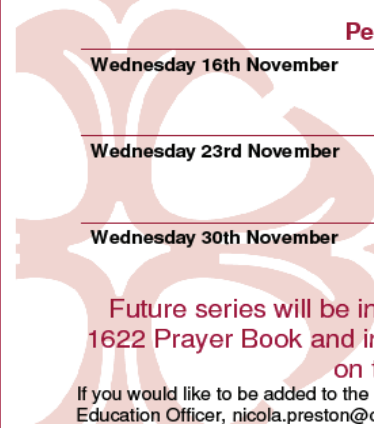 Pe
Wednesday 16th November
Wednesday 23rd November
Wednesday 30th November
Future series will be in
1622 Prayer Book and i
on
If you would like to be added to the
Education Officer, nicola.preston@